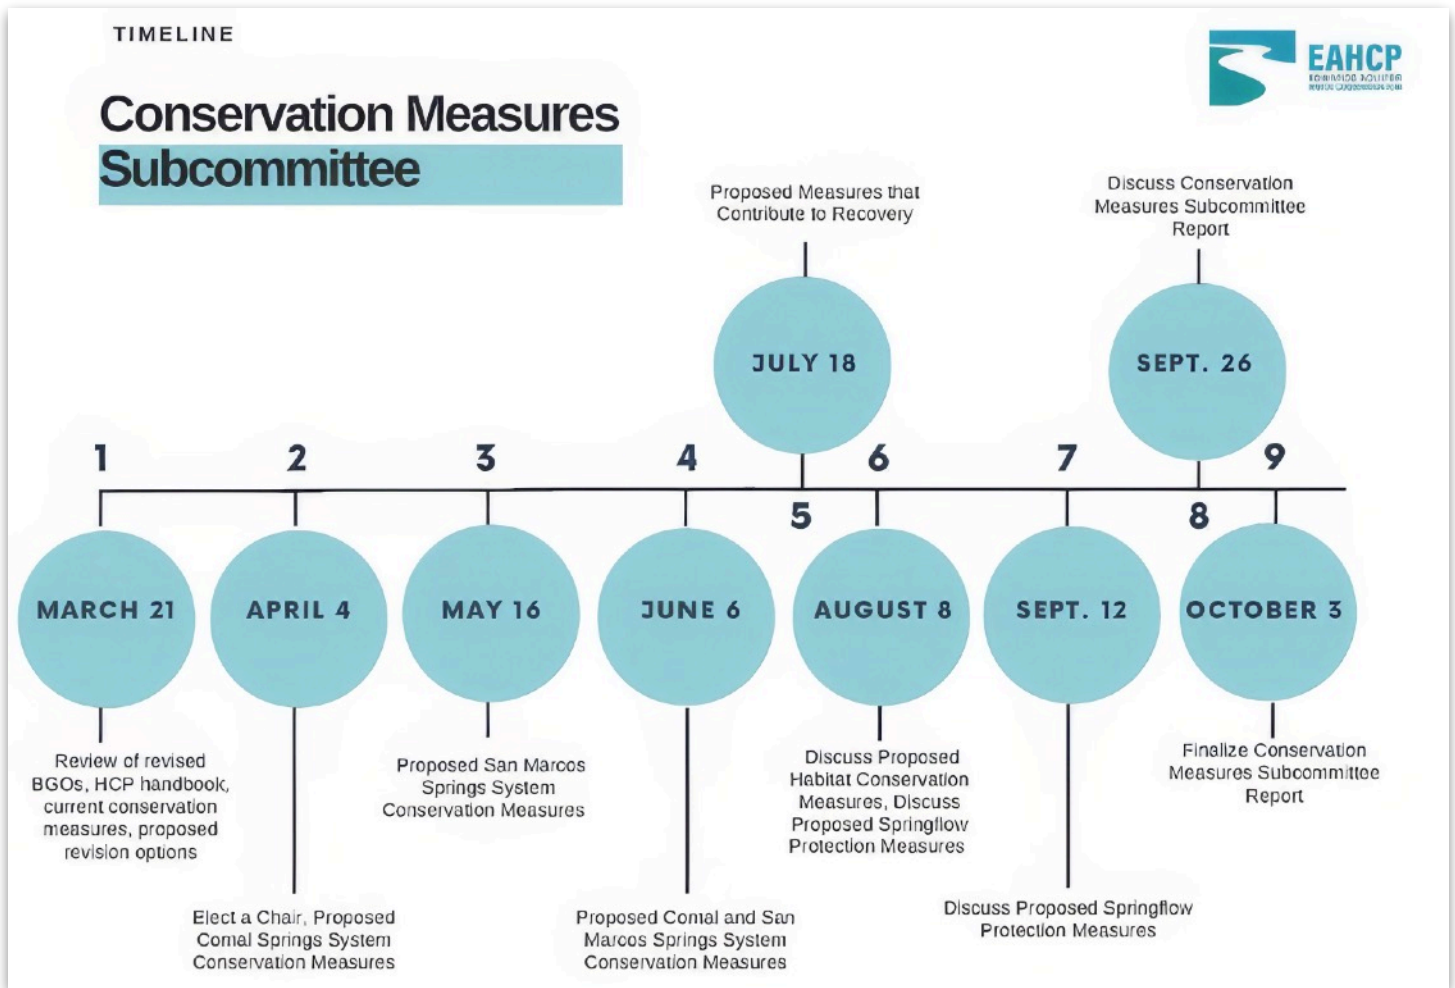 TIMELINE
Conservation Measures
Subcommittee
EAHCP
Proposed Measures that
Contribute to Recovery
Discuss Conservation
Measures Subcommittee
Report
JULY 18
SEPT. 26
1
2
3
4
5
6
7
8
9
MARCH 21
APRIL 4
MAY 16
JUNE 6
AUGUST 8
SEPT. 12
OCTOBER 3
Review of revised
BGOs, HCP handbook,
current conservation
measures, proposed
revision options
Elect a Chair, Proposed
Comal Springs System
Conservation Measures
Proposed San Marcos
Springs System
Conservation Measures
Proposed Comal and San
Marcos Springs System
Conservation Measures
Discuss Proposed
Habitat Conservation
Measures, Discuss
Proposed Springflow
Protection Measures
Discuss Proposed Springflow
Protection Measures
Finalize Conservation
Measures Subcommittee
Report